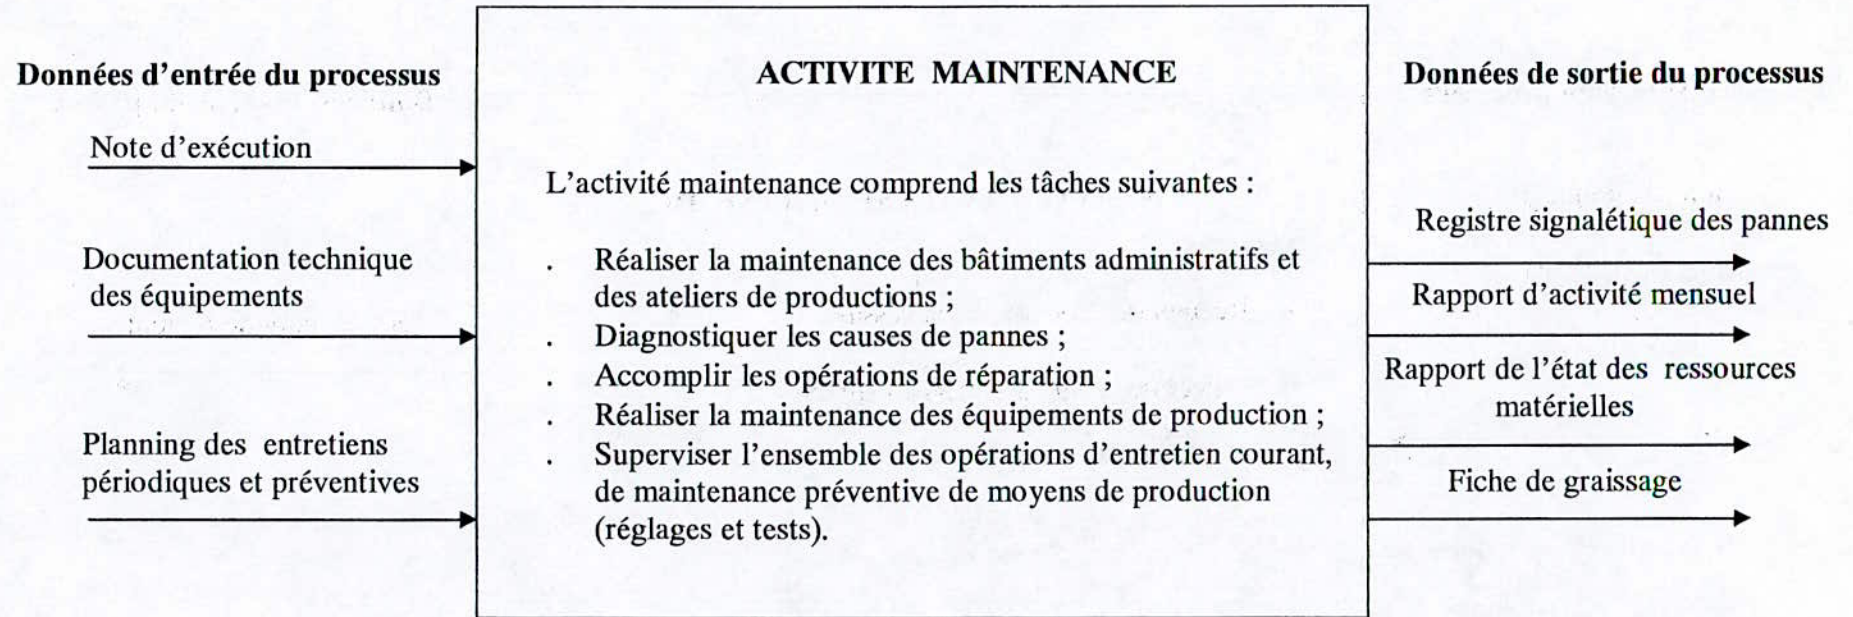 Données d'entrée du processus
Note d'exécution
Documentation technique
des équipements
Planning des entretiens
périodiques et préventives
ACTIVITE MAINTENANCE
L'activité maintenance comprend les tâches suivantes :
. Réaliser la maintenance des bâtiments administratifs et
des ateliers de productions ;
. Diagnostiquer les causes de pannes ;
. Accomplir les opérations de réparation ;
. Réaliser la maintenance des équipements de production ;
. Superviser l'ensemble des opérations d'entretien courant,
de maintenance préventive de moyens de production
(réglages et tests).
Données de sortie du processus
Registre signalétique des pannes
Rapport d'activité mensuel
Rapport de l'état des ressources
matérielles
Fiche de graissage